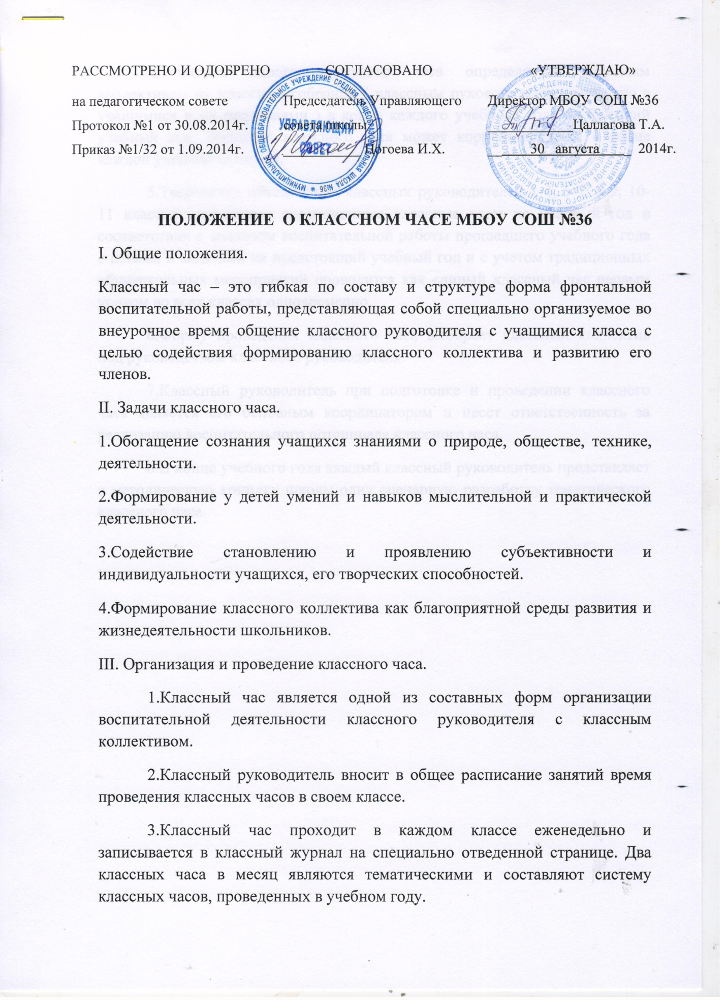 РАССМОТРЕНО И ОДОБРЕНО СОГЛАСОВАНО «УТВЕРЖДАЮ»
на педагогическом совете Председатель Управляющего Директор МБОУ СОШ №36
Протокол №1 от 30.08.2014г. совета школы Цаллагова Т.А.
Приказ №1/32 от 1.09.2014г. Цогоева И.Х. 30 августа 2014г.
МУНИЦИПАЛЬНОЕ ОБЩЕОБРАЗОВАТЕЛЬНОЕ УЧРЕЖДЕНИЕ СРЕДНЯЯ ОБЩЕОБРАЗОВАТЕЛЬНАЯ ШКОЛА №36
УПРАВЛЯЮЩИЙ
СОВЕТ
ПОЛОЖЕНИЕ О КЛАССНОМ ЧАСЕ МБОУ СОШ №36
I. Общие положения.
Классный час – это гибкая по составу и структуре форма фронтальной
воспитательной работы, представляющая собой специально организуемое во
внеурочное время общение классного руководителя с учащимися класса с
целью содействия формированию классного коллектива и развитию его
членов.
II. Задачи классного часа.
1.Обогащение сознания учащихся знаниями о природе, обществе, технике,
деятельности.
2.Формирование у детей умений и навыков мыслительной и практической
деятельности.
3.Содействие становлению и проявлению субъективности и
индивидуальности учащихся, его творческих способностей.
4.Формирование классного коллектива как благоприятной среды развития и
жизнедеятельности школьников.
III. Организация и проведение классного часа.
1.Классный час является одной из составных форм организации
воспитательной деятельности классного руководителя с классным
коллективом.
2.Классный руководитель вносит в общее расписание занятий время
проведения классных часов в своем классе.
3.Классный час проходит в каждом классе еженедельно и
записывается в классный журнал на специально отведенной странице. Два
классных часа в месяц являются тематическими и составляют систему
классных часов, проведенных в учебном году.